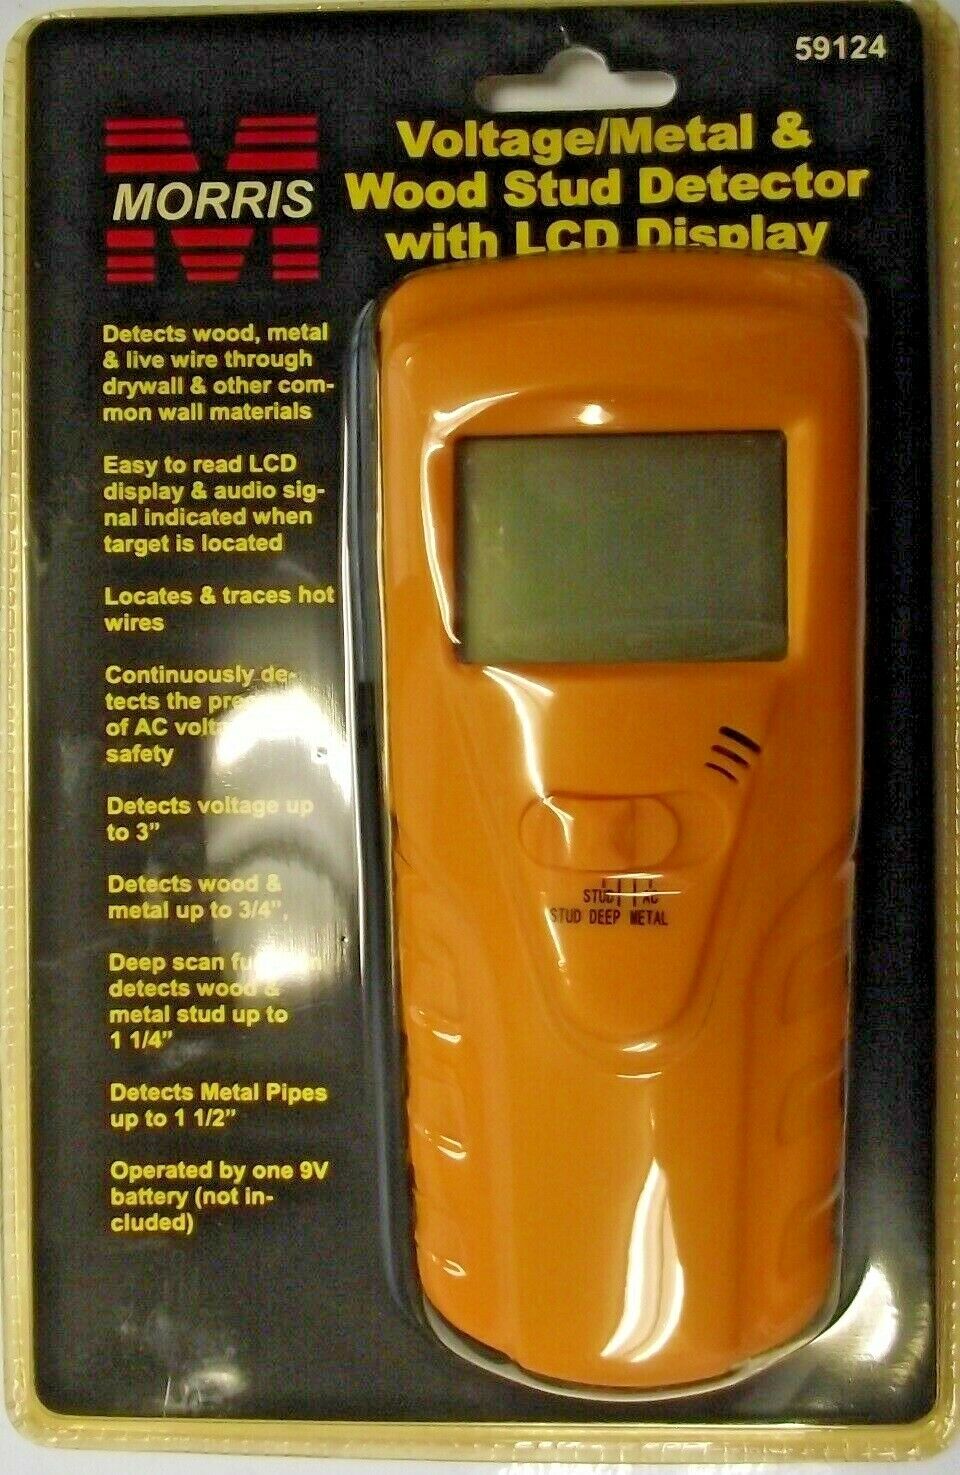 59124
MORRIS
Voltage/Metal &
Wood Stud Detector
with LCD Display
Detects wood, metal
& live wire through
drywall & other com-
mon wall materials
Easy to read LCD
display & audio sig-
nal indicated when
target is located
Locates & traces hot
wires
Continuously de-
tects the
of AC
safety
Detects voltage up
to 3"
Detects wood &
metal up to 3/4",
Deep scan
detects wood &
metal stud up to
1 1/4"
Detects Metal Pipes
up to 1 1/2"
Operated by one 9V
battery (not in-
cluded)
STUD AC
STUD DEEP METAL